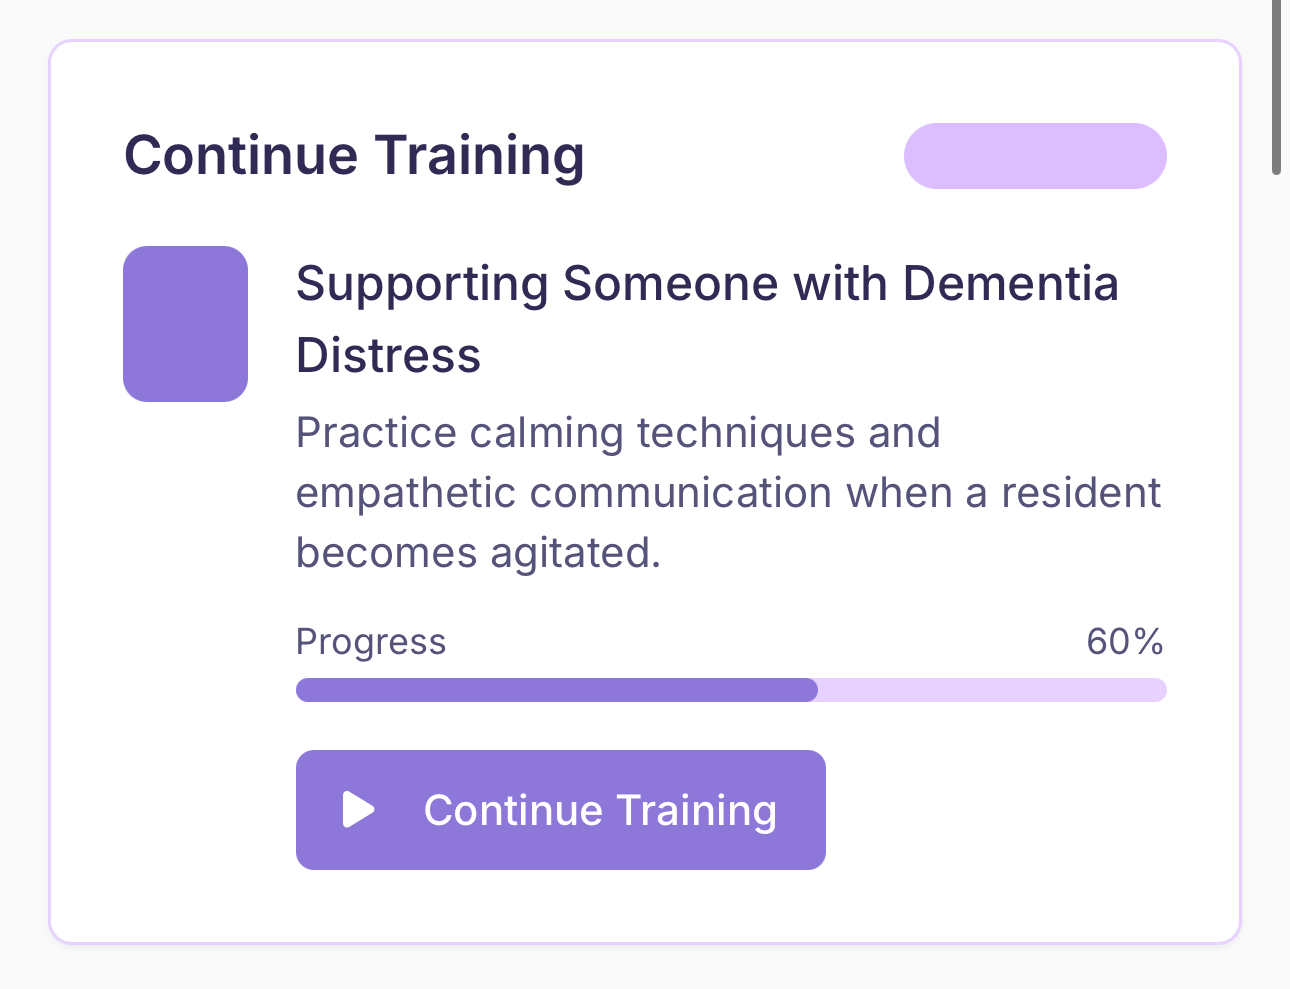 Continue Training
Supporting Someone with Dementia
Distress
Practice calming techniques and
empathetic communication when a resident
becomes agitated.
Progress
60%
Continue Training